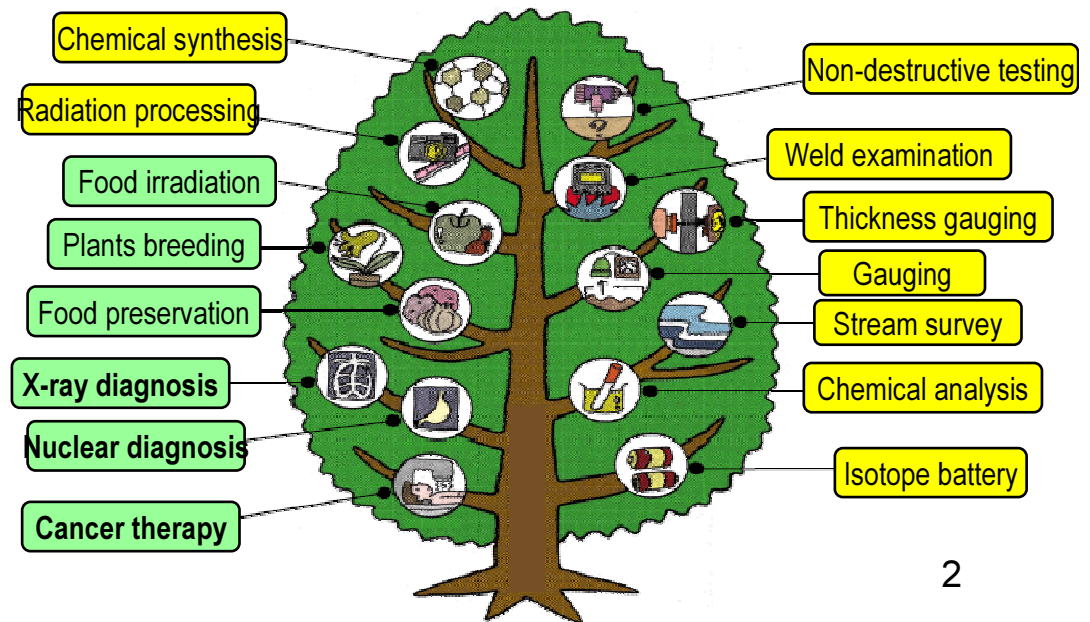 Chemical synthesis
Radiation processing
Food irradiation
Plants breeding
Food preservation
X-ray diagnosis
Nuclear diagnosis
Cancer therapy
Non-destructive testing
Weld examination
Thickness gauging
Gauging
Stream survey
Chemical analysis
Isotope battery
2